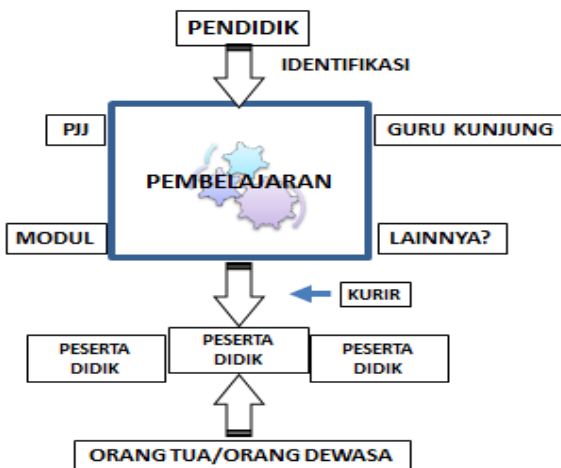 PENDIDIK
IDENTIFIKASI
PJJ
GURU KUNJUNG
PEMBELAJARAN
MODUL
LAINNYA?
KURIR
PESERTA
DIDIK
PESERTA
DIDIK
PESERTA
DIDIK
ORANG TUA/ORANG DEWASA